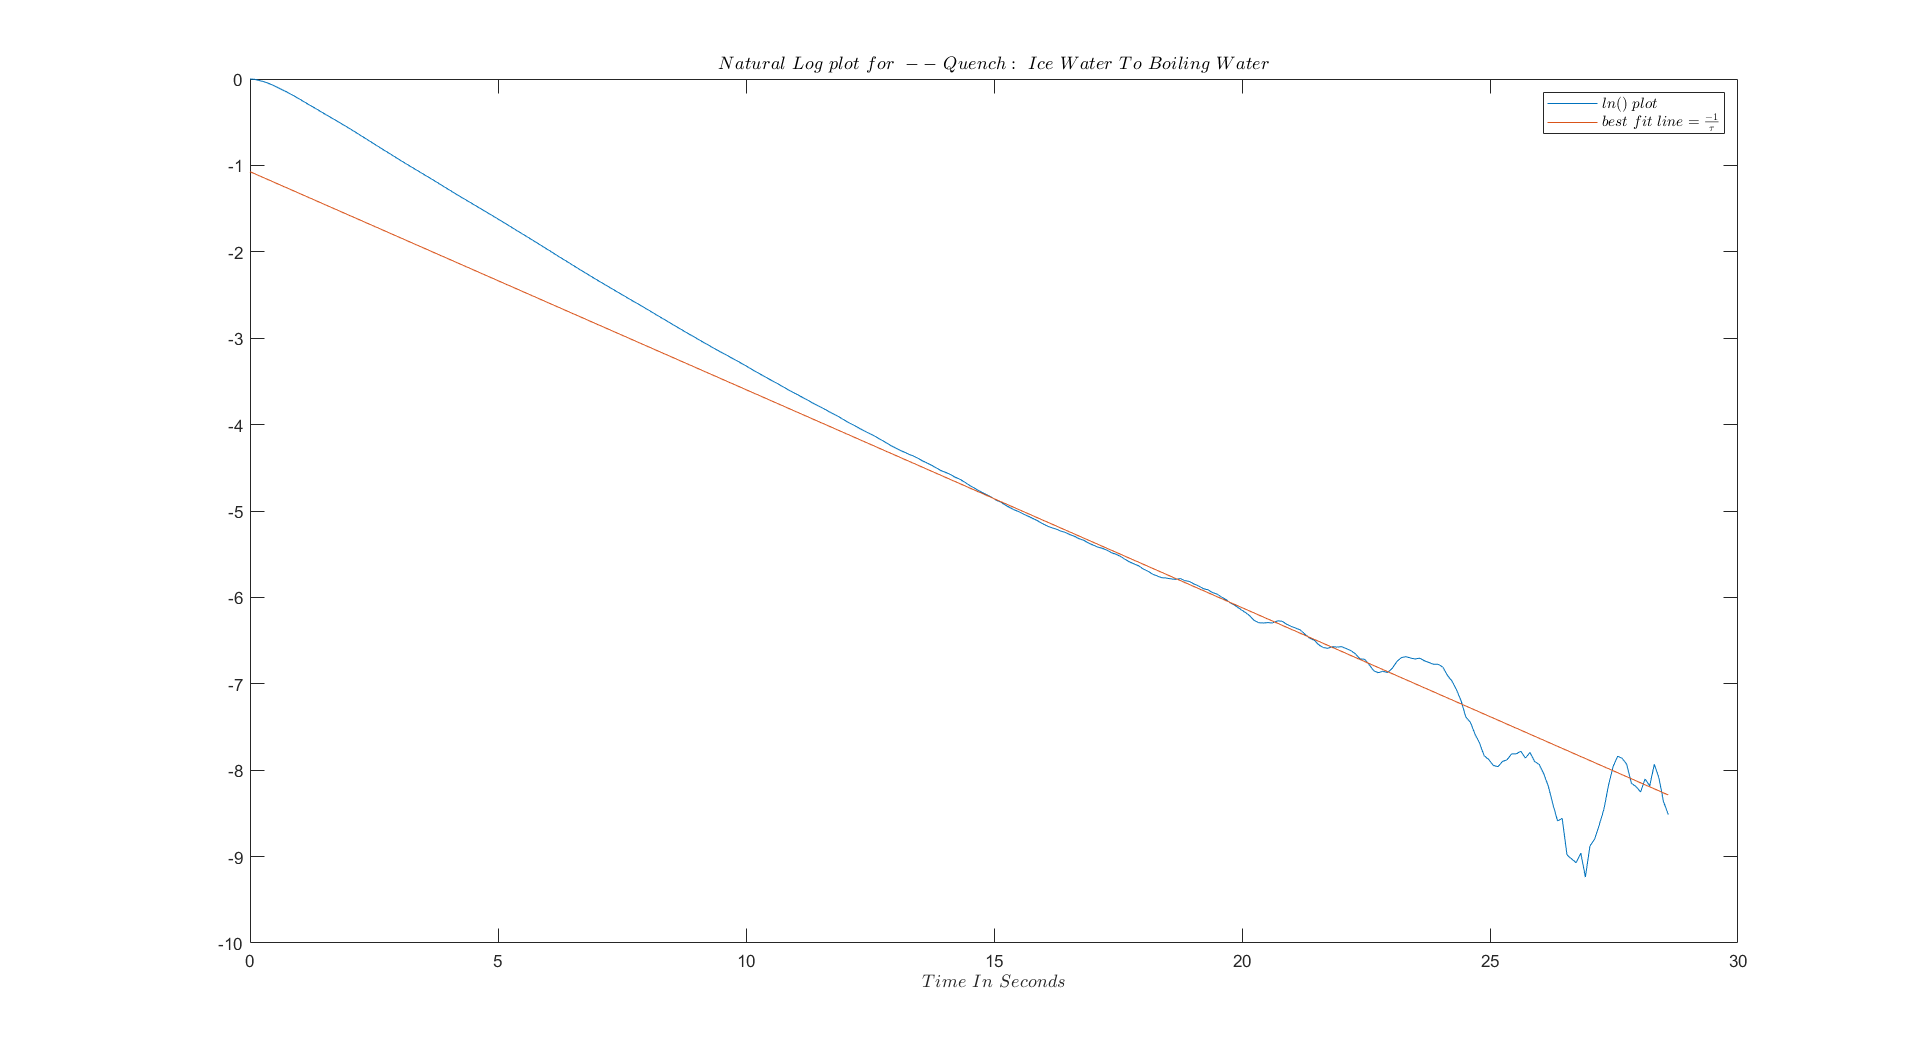 Natural Log plot for -- Quench: Ice Water To Boiling Water
ln() plot
best fit line = -1/τ
0
-1
-2
-3
-4
-5
-6
-7
-8
-9
-10
0 5 10 15 20 25 30
Time In Seconds